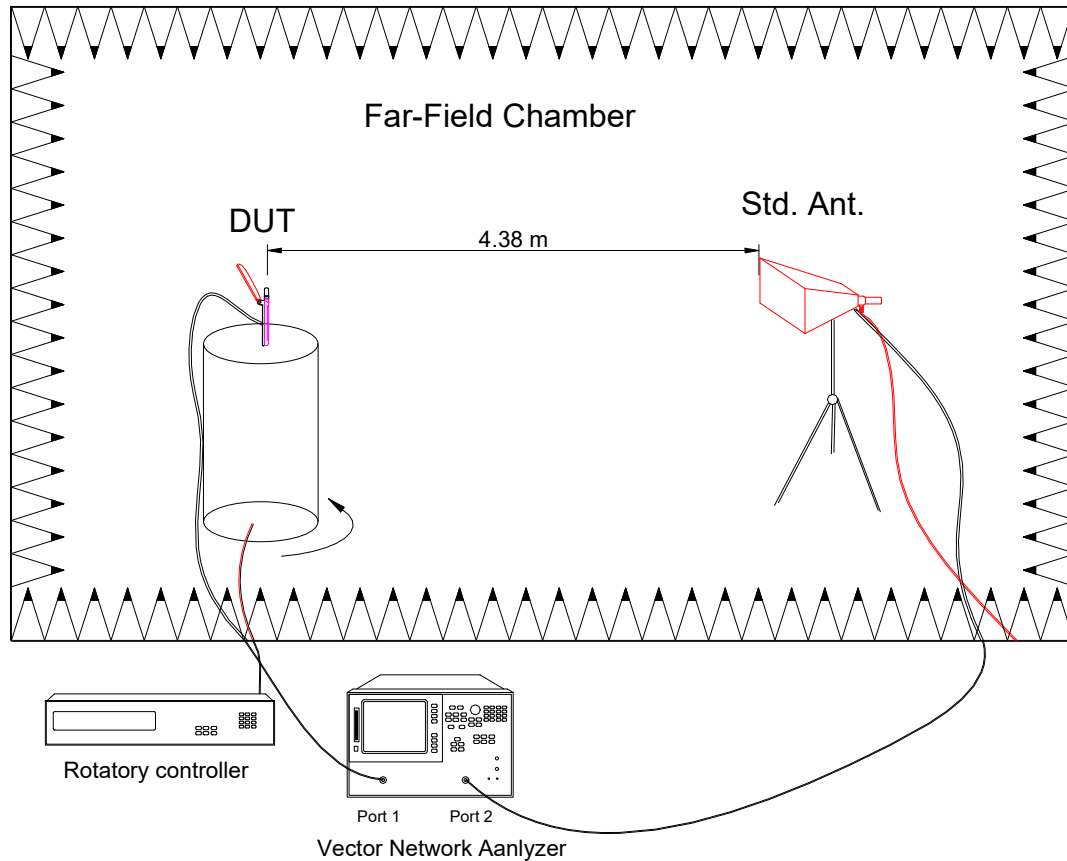 Far-Field Chamber
Std. Ant.
DUT
4.38 m
Rotatory controller
Port 1
Port 2
Vector Network Aanlyzer